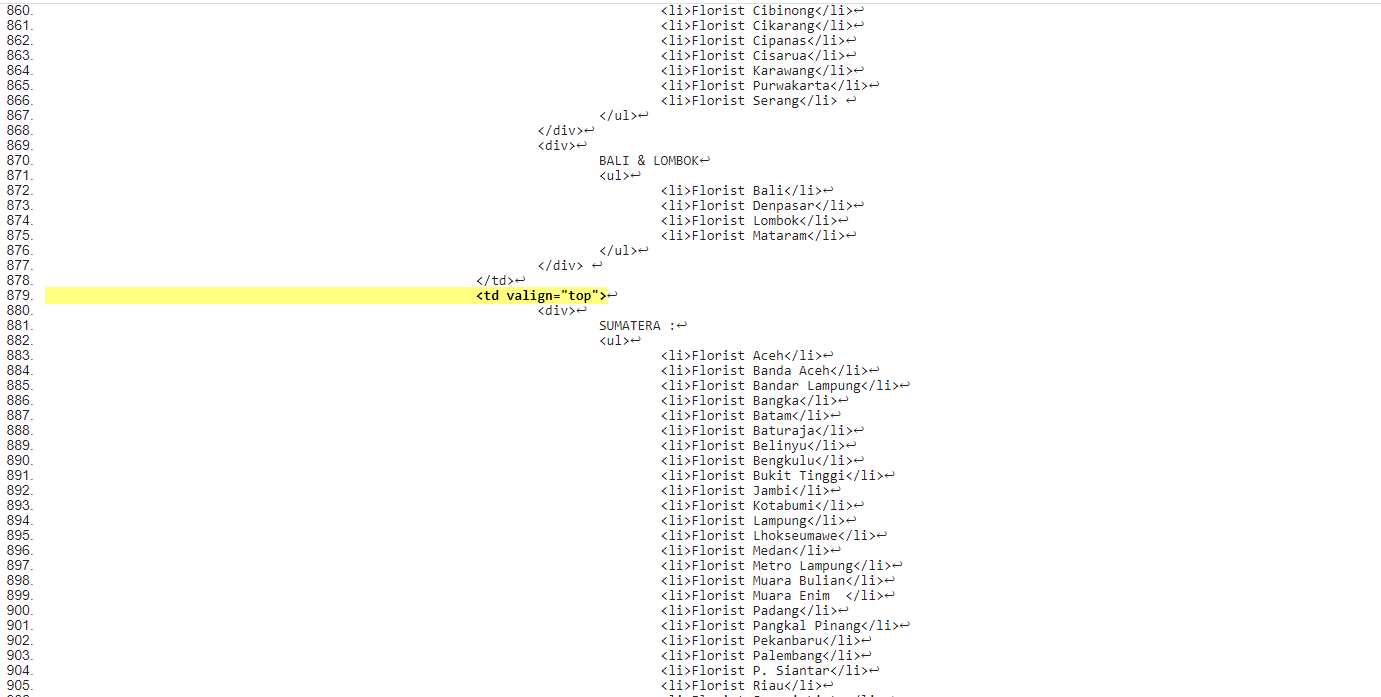 860. <li>Florist Cibinong</li>↩
861. <li>Florist Cikarang</li>↩
862. <li>Florist Cipanas</li>↩
863. <li>Florist Cisarua</li>↩
864. <li>Florist Karawang</li>↩
865. <li>Florist Purwakarta</li>↩
866. <li>Florist Serang</li> ↩
867. </ul>↩
868. </div>↩
869. <div>↩
870. BALI & LOMBOK↩
871. <ul>↩
872. <li>Florist Bali</li>↩
873. <li>Florist Denpasar</li>↩
874. <li>Florist Lombok</li>↩
875. <li>Florist Mataram</li>↩
876. </ul>↩
877. </div> ↩
878. </td>↩
879. <td valign="top">↩
880. <div>↩
881. SUMATERA :↩
882. <ul>↩
883. <li>Florist Aceh</li>↩
884. <li>Florist Banda Aceh</li>↩
885. <li>Florist Bandar Lampung</li>↩
886. <li>Florist Bangka</li>↩
887. <li>Florist Batam</li>↩
888. <li>Florist Baturaja</li>↩
889. <li>Florist Belinyu</li>↩
890. <li>Florist Bengkulu</li>↩
891. <li>Florist Bukit Tinggi</li>↩
892. <li>Florist Jambi</li>↩
893. <li>Florist Kotabumi</li>↩
894. <li>Florist Lampung</li>↩
895. <li>Florist Lhokseumawe</li>↩
896. <li>Florist Medan</li>↩
897. <li>Florist Metro Lampung</li>↩
898. <li>Florist Muara Bulian</li>↩
899. <li>Florist Muara Enim  </li>↩
900. <li>Florist Padang</li>↩
901. <li>Florist Pangkal Pinang</li>↩
902. <li>Florist Pekanbaru</li>↩
903. <li>Florist Palembang</li>↩
904. <li>Florist P. Siantar</li>↩
905. <li>Florist Riau</li>↩